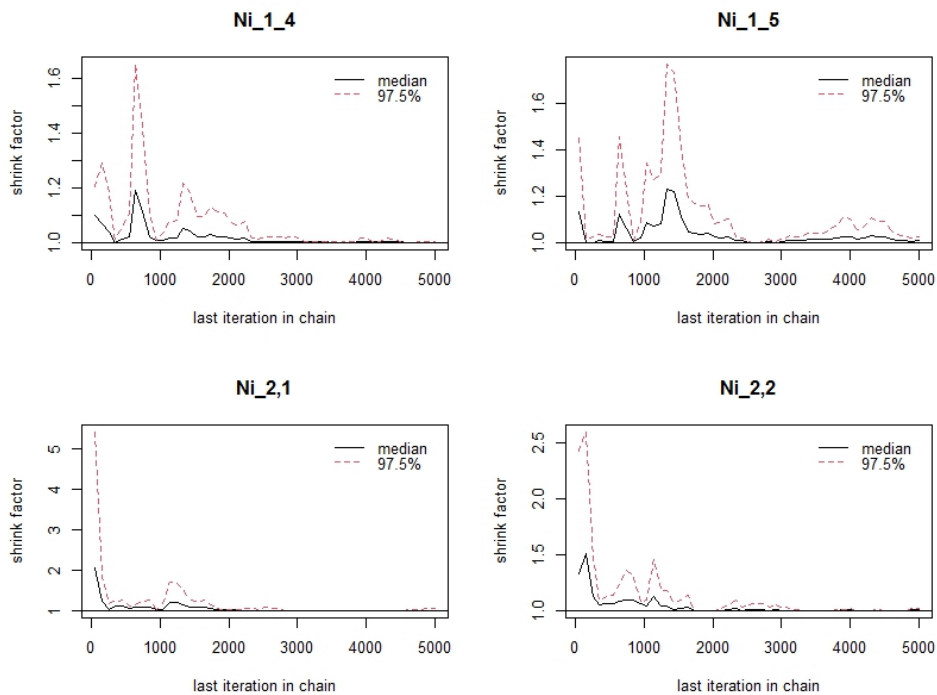 Ni_1_4
shrink factor
1.0 1.2 1.4 1.6
median
97.5%
0 1000 2000 3000 4000 5000
last iteration in chain
Ni_1_5
shrink factor
1.0 1.2 1.4 1.6
median
97.5%
0 1000 2000 3000 4000 5000
last iteration in chain
Ni_2,1
shrink factor
1 2 3 4 5
median
97.5%
0 1000 2000 3000 4000 5000
last iteration in chain
Ni_2,2
shrink factor
1.0 1.5 2.0 2.5
median
97.5%
0 1000 2000 3000 4000 5000
last iteration in chain